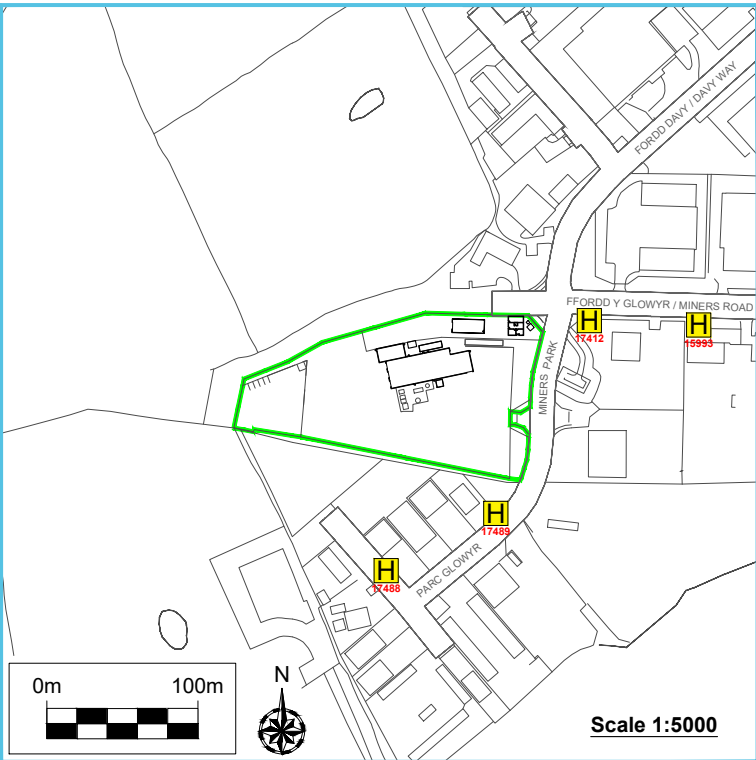 FORDD DAVY / DAVY WAY
FFORDD Y GLOWYR / MINERS ROAD
H
17412
H
15993
MINERS PARK
H
17489
H
17488
PARC GLOWYR
0m 100m
N
Scale 1:5000